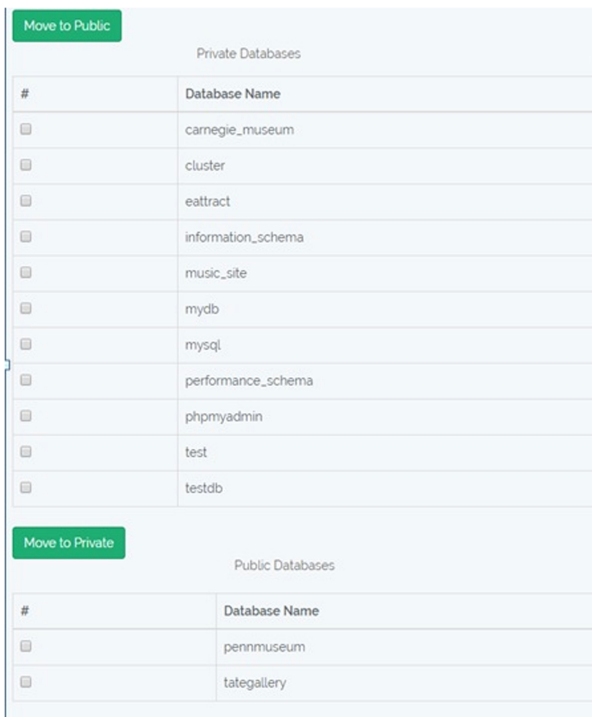 Move to Public
Private Databases
# Database Name
carnegie_museum
cluster
eattract
information_schema
music_site
mydb
mysql
performance_schema
phpmyadmin
test
testdb
Move to Private
Public Databases
# Database Name
pennmuseum
tategallery